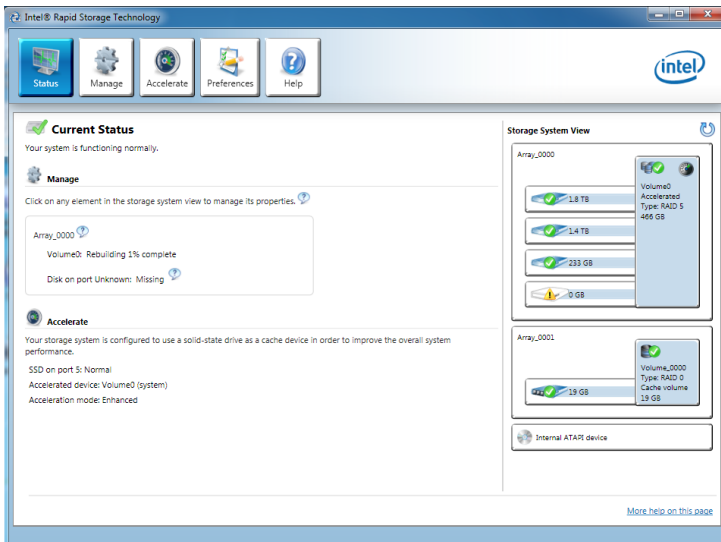 Intel® Rapid Storage Technology
Status
Manage
Accelerate
Preferences
Help
intel
Current Status
Your system is functioning normally.
Manage
Click on any element in the storage system view to manage its properties.
Array_0000
Volume0: Rebuilding 1% complete
Disk on port Unknown: Missing
Accelerate
Your storage system is configured to use a solid-state drive as a cache device in order to improve the overall system
performance.
SSD on port 5: Normal
Accelerated device: Volume0 (system)
Acceleration mode: Enhanced
Storage System View
Array_0000
1.8 TB
1.4 TB
233 GB
0 GB
Volume0
Accelerated
Type: RAID 5
466 GB
Array_0001
19 GB
Volume_0000
Type: RAID 0
Cache volume
19 GB
Internal ATAPI device
More help on this page